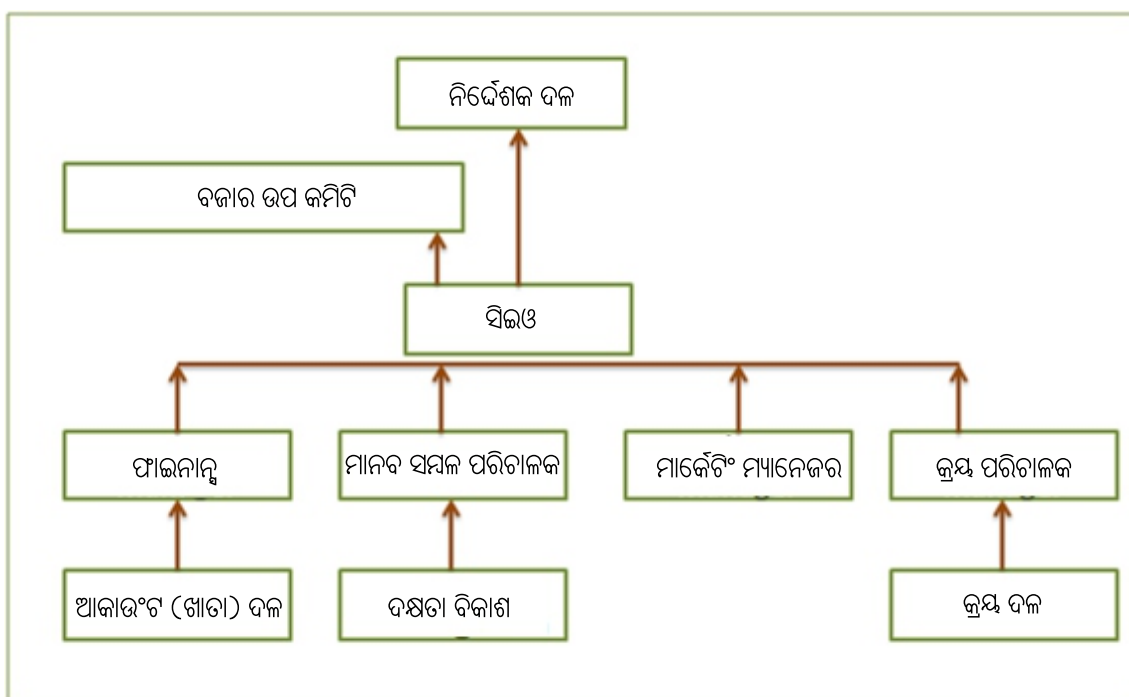 ନିର୍ଦ୍ଦେଶକ ଦଳ
ବଜାର ଉପ କମିଟି
ସିଇଓ
ଫାଇନାନ୍ସ
ମାନବ ସମ୍ବଳ ପରିଚାଳକ
ମାର୍କେଟିଂ ମ୍ୟାନେଜର
କ୍ରୟ ପରିଚାଳକ
ଆକାଉଂଟ (ଖାତା) ଦଳ
ଦକ୍ଷତା ବିକାଶ
କ୍ରୟ ଦଳ